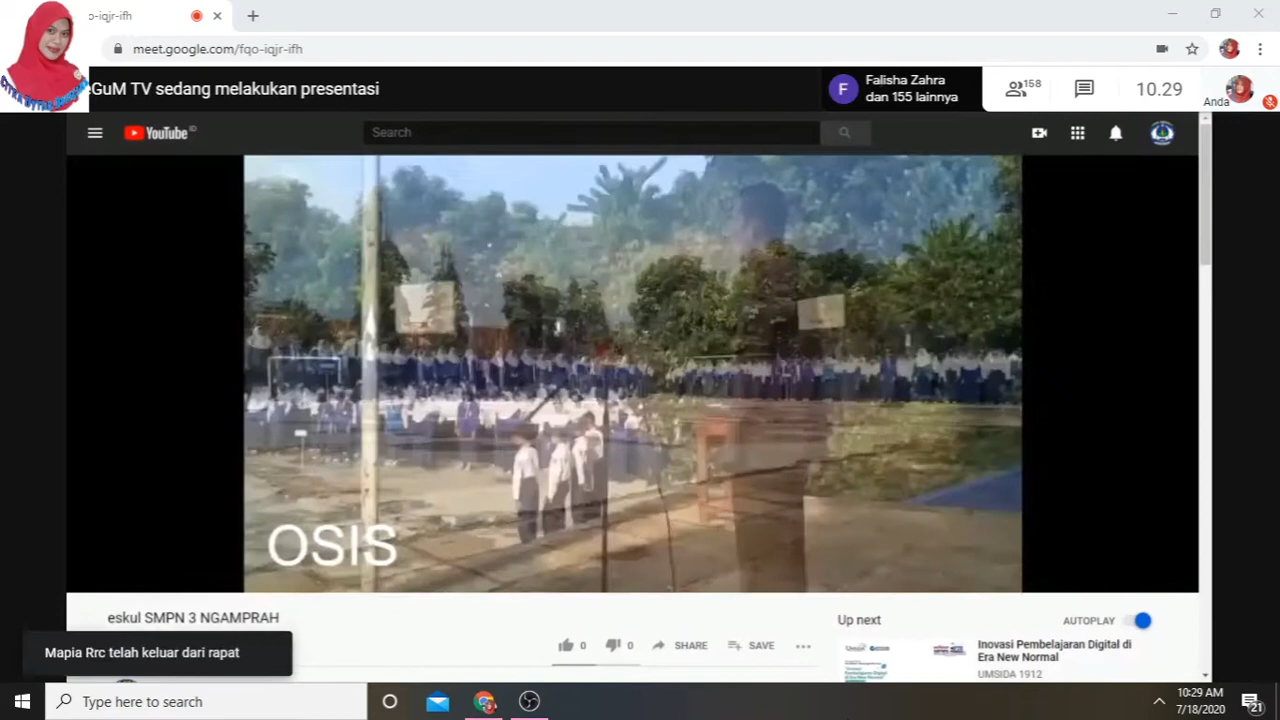 o-iqjr-ifh
meet.google.com/fqo-iqjr-ifh
GuM TV sedang melakukan presentasi
F
Falisha Zahra
dan 155 lainnya
158
10.29
Anda
YouTube ID
Search
OSIS
eskul SMPN 3 NGAMPRAH
0
0
SHARE
SAVE
Up next
AUTOPLAY
Inovasi Pembelajaran Digital di
Era New Normal
UMSIDA 1912
Mapia Rrc telah keluar dari rapat
Type here to search
10:29 AM
7/18/2020
21